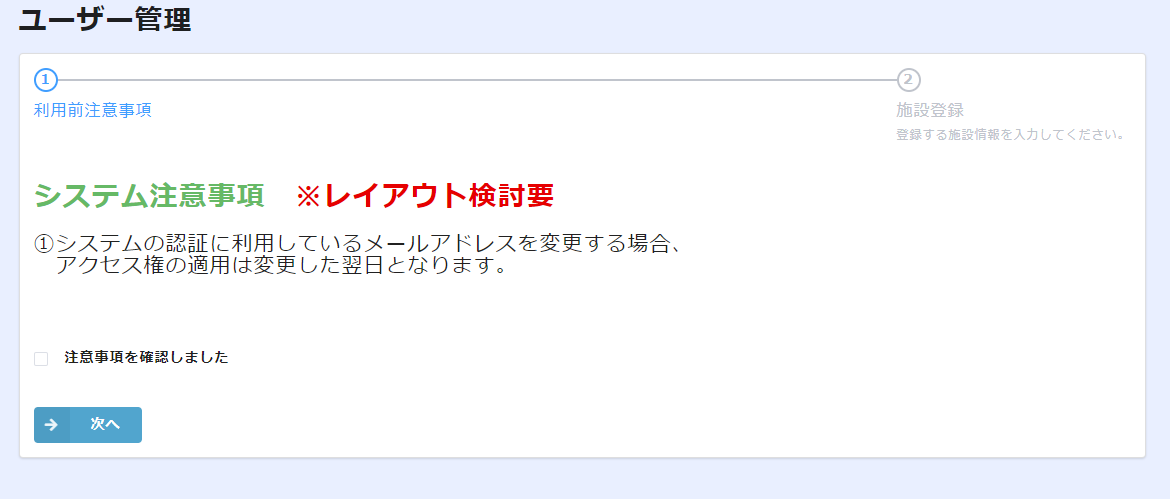 ユーザー管理
1
2
利用前注意事項
施設登録
登録する施設情報を入力してください。
システム注意事項　※レイアウト検討要
①システムの認証に利用しているメールアドレスを変更する場合、
アクセス権の適用は変更した翌日となります。
注意事項を確認しました
次へ